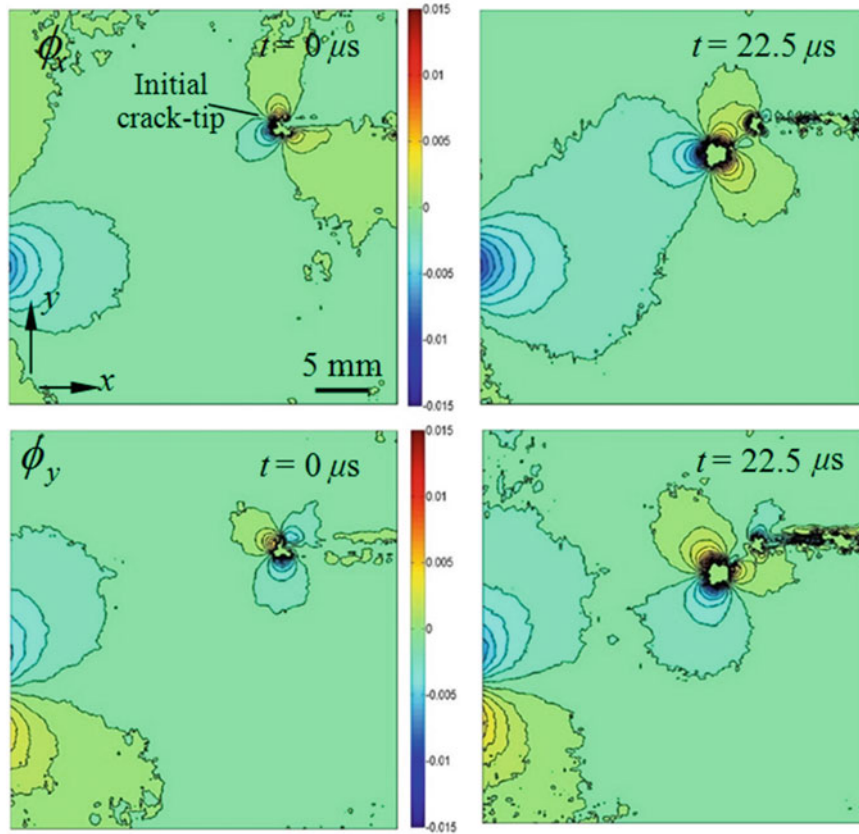 ϕx
t = 0 μs
Initial
crack-tip
y
x
5 mm
0.015
0.01
0.005
0
-0.005
-0.01
-0.015
t = 22.5 μs
ϕy
t = 0 μs
0.015
0.01
0.005
0
-0.005
-0.01
-0.015
t = 22.5 μs